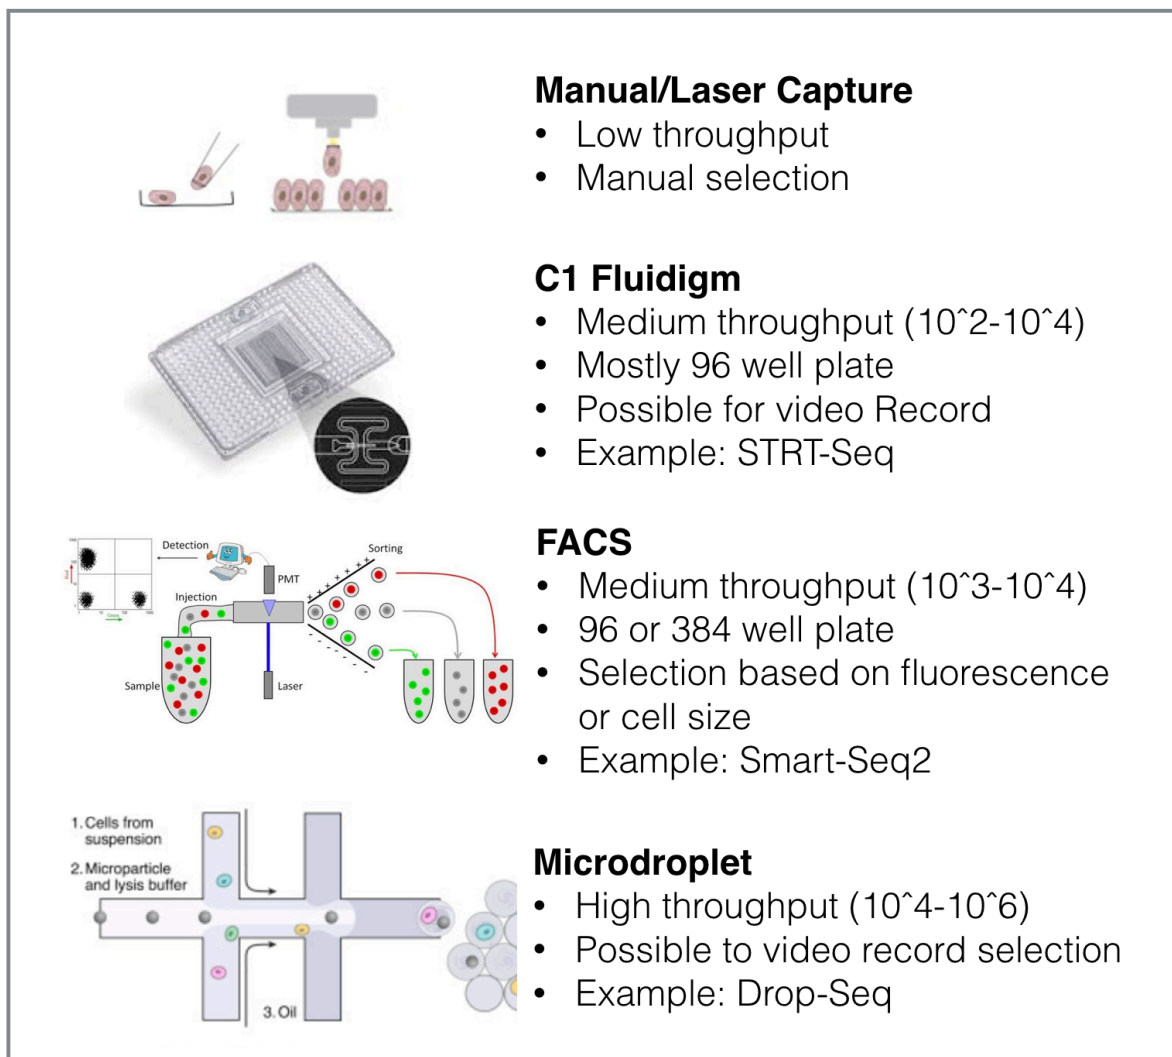 Manual/Laser Capture
• Low throughput
• Manual selection
C1 Fluidigm
• Medium throughput (10^2-10^4)
• Mostly 96 well plate
• Possible for video Record
• Example: STRT-Seq
Detection
Sorting
PMT
Injection
Sample
Laser
FACS
• Medium throughput (10^3-10^4)
• 96 or 384 well plate
• Selection based on fluorescence
or cell size
• Example: Smart-Seq2
1. Cells from
suspension
2. Microparticle
and lysis buffer
3. Oil
Microdroplet
• High throughput (10^4-10^6)
• Possible to video record selection
• Example: Drop-Seq